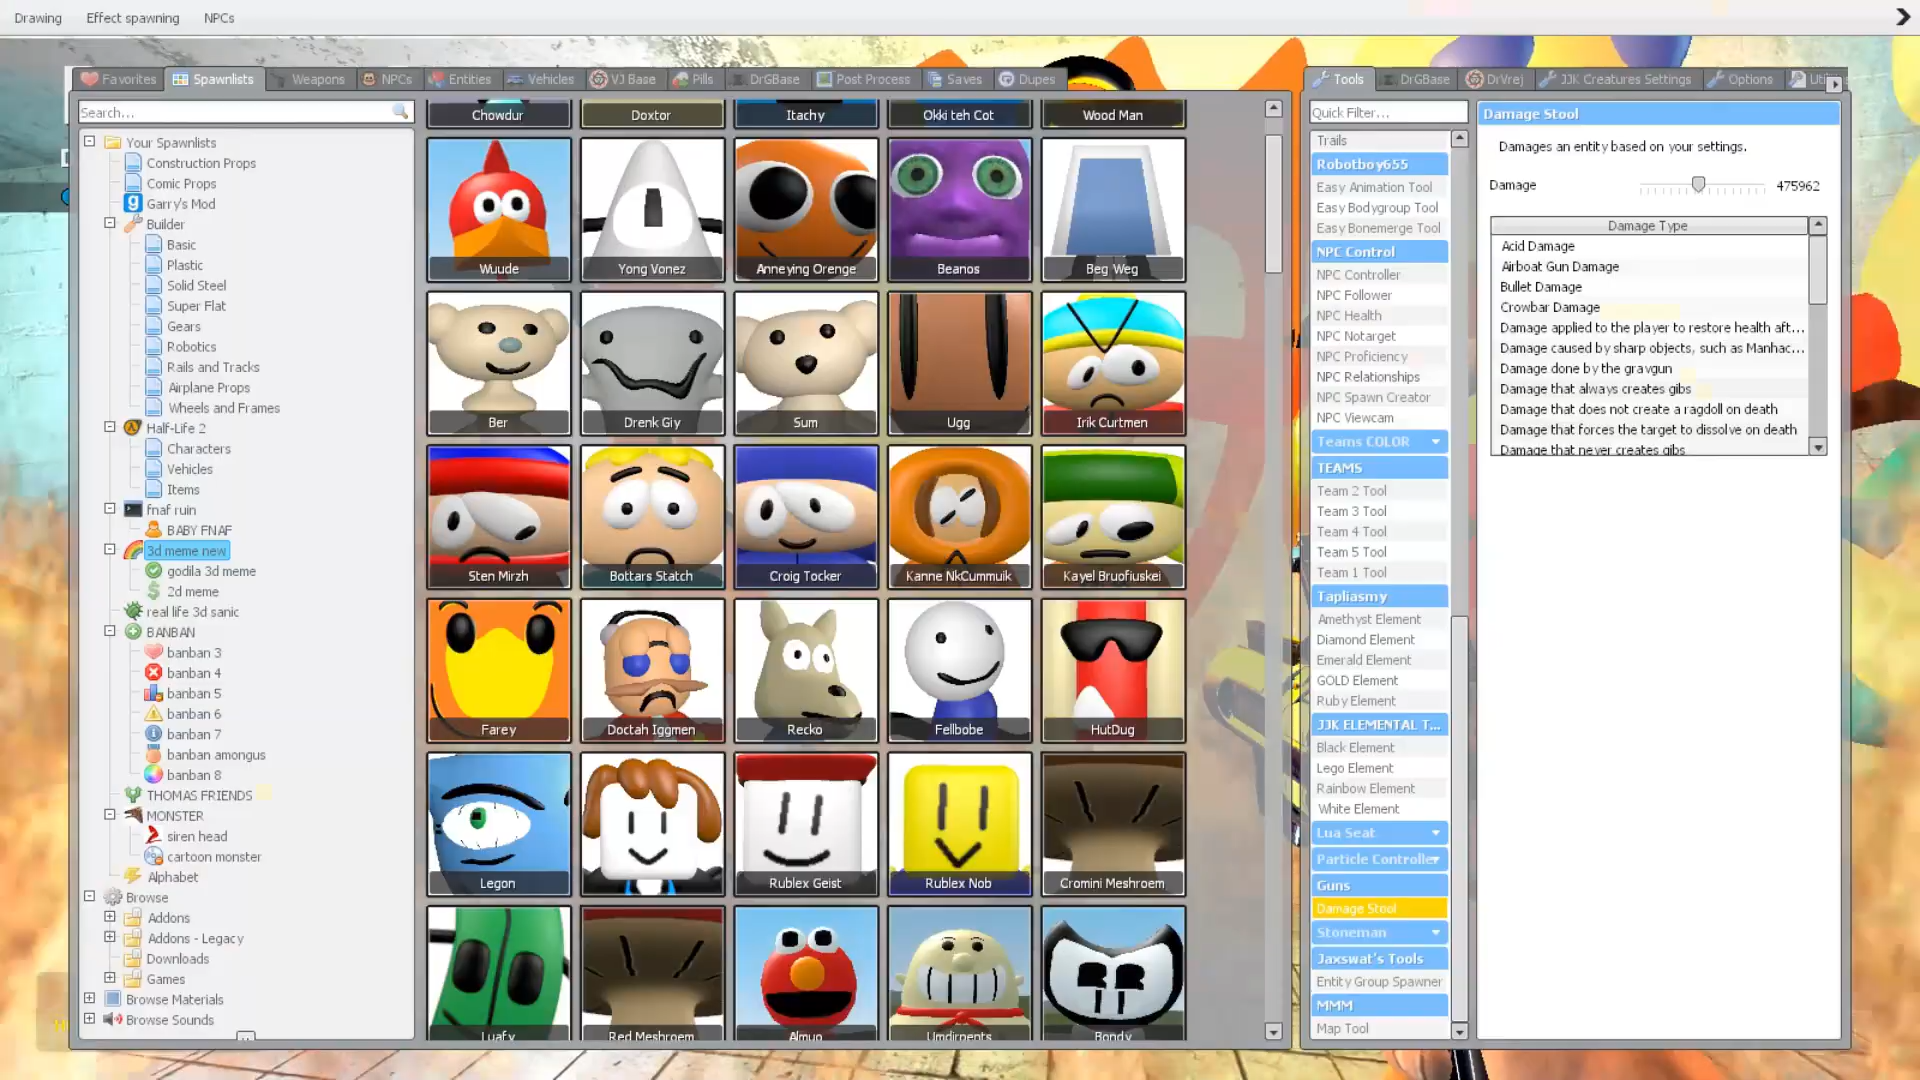 Drawing Effect spawning NPCs
Favorites Spawnlists Weapons NPCs Entities Vehicles VJ Base Pills DrGBase Post Process Saves Dupes
Search...
Your Spawnlists
Construction Props
Comic Props
Garry's Mod
Builder
Basic
Plastic
Solid Steel
Super Flat
Gears
Robotics
Rails and Tracks
Airplane Props
Wheels and Frames
Half-Life 2
Characters
Vehicles
Items
fnaf ruin
BABY FNAF
3d meme new
godila 3d meme
2d meme
real life 3d sanic
BANBAN
banban 3
banban 4
banban 5
banban 6
banban 7
banban amongus
banban 8
THOMAS FRIENDS
MONSTER
siren head
cartoon monster
Alphabet
Browse
Addons
Addons - Legacy
Downloads
Games
Browse Materials
Browse Sounds
Chowdur Doxtor Itachy Okki teh Cot Wood Man
Wuude Yong Vonez Anneying Orenge Beanos Beg Weg
Ber Drenk Giy Sum Ugg Irik Curtmen
Sten Mirzh Bottars Statch Croig Tocker Kanne NkCummuik Kayel Bruofiuskei
Farey Doctah Iggmen Recko Fellbobe HutDug
Legon Rublex Geist Rublex Nob Cromini Meshroem
Luafy Red Meshroem Almuo Umdirpents Bondy
Tools DrGBase DrVrej JJK Creatures Settings Options
Quick Filter...
Trails
Robotboy655
Easy Animation Tool
Easy Bodygroup Tool
Easy Bonemerge Tool
NPC Control
NPC Controller
NPC Follower
NPC Health
NPC Notarget
NPC Proficiency
NPC Relationships
NPC Spawn Creator
NPC Viewcam
Teams COLOR
TEAMS
Team 2 Tool
Team 3 Tool
Team 4 Tool
Team 5 Tool
Team 1 Tool
Tapliasmy
Amethyst Element
Diamond Element
Emerald Element
GOLD Element
Ruby Element
JJK ELEMENTAL T...
Black Element
Lego Element
Rainbow Element
White Element
Lua Seat
Particle Controller
Guns
Damage Stool
Stoneman
Jaxswat's Tools
Entity Group Spawner
MMM
Map Tool
Damage Stool
Damages an entity based on your settings.
Damage 475962
Damage Type
Acid Damage
Airboat Gun Damage
Bullet Damage
Crowbar Damage
Damage applied to the player to restore health aft...
Damage caused by sharp objects, such as Manhac...
Damage done by the gravgun
Damage that always creates gibs
Damage that does not create a ragdoll on death
Damage that forces the target to dissolve on death
Damage that never creates gibs